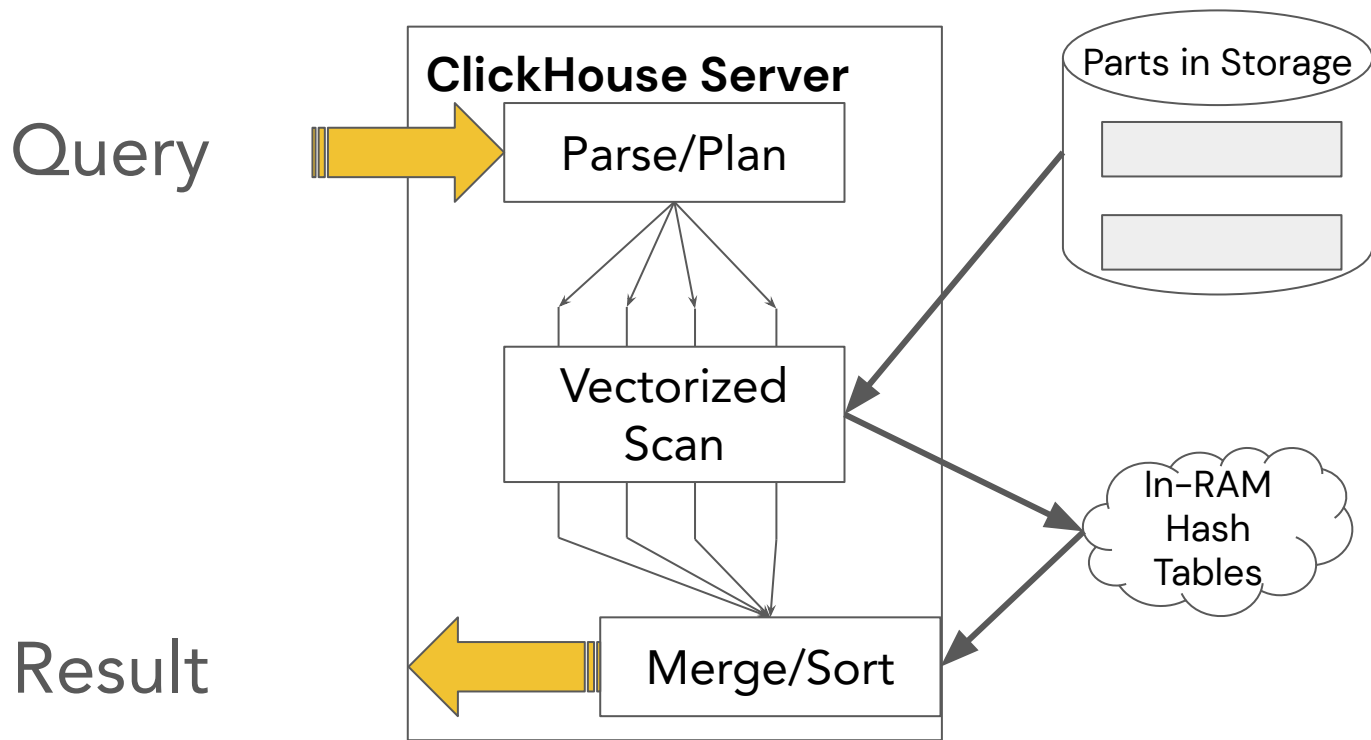 ClickHouse Server
Parts in Storage
Query
Parse/Plan
Vectorized
Scan
In-RAM
Hash
Tables
Result
Merge/Sort